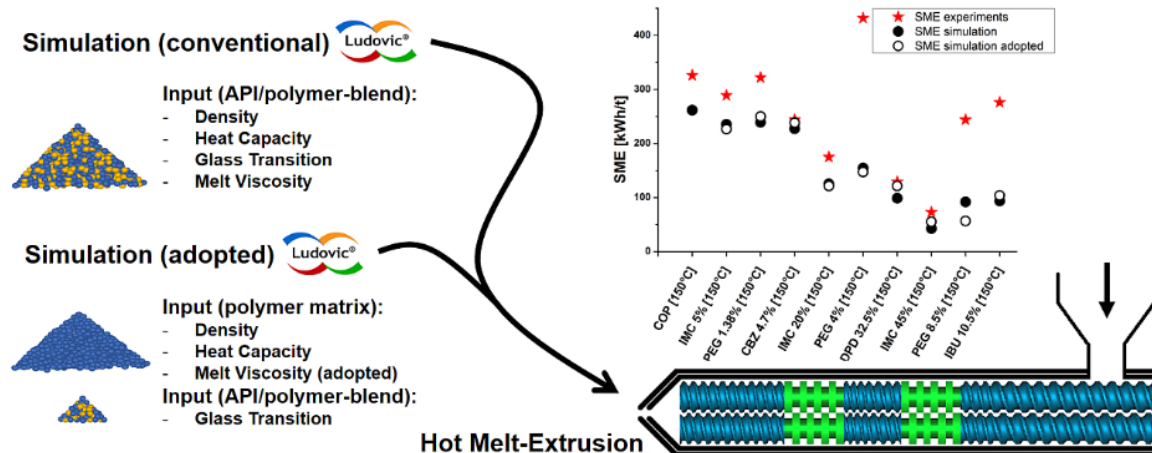 Simulation (conventional)
Ludovic®
Input (API/polymer-blend):
- Density
- Heat Capacity
- Glass Transition
- Melt Viscosity
Simulation (adopted)
Ludovic®
Input (polymer matrix):
- Density
- Heat Capacity
- Melt Viscosity (adopted)
Input (API/polymer-blend):
- Glass Transition
Hot Melt-Extrusion
SME experiments
SME simulation
SME simulation adopted
SME [kWh/t]
400
300
200
100
0
COP [150°C]
IMC 5% [150°C]
PEG 1.38% [150°C]
CBZ 4.7% [150°C]
IMC 20% [150°C]
PEG 4% [150°C]
OPD 32.5% [150°C]
IMC 45% [150°C]
PEG 8.5% [150°C]
IBU 10.5% [150°C]